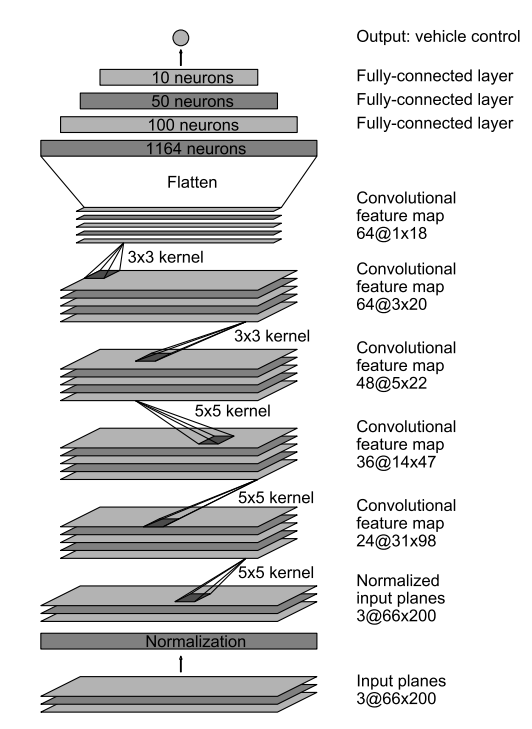 Output: vehicle control
10 neurons
Fully-connected layer
50 neurons
Fully-connected layer
100 neurons
Fully-connected layer
1164 neurons
Flatten
Convolutional
feature map
64@1x18
3x3 kernel
Convolutional
feature map
64@3x20
3x3 kernel
Convolutional
feature map
48@5x22
5x5 kernel
Convolutional
feature map
36@14x47
5x5 kernel
Convolutional
feature map
24@31x98
5x5 kernel
Normalized
input planes
3@66x200
Normalization
Input planes
3@66x200